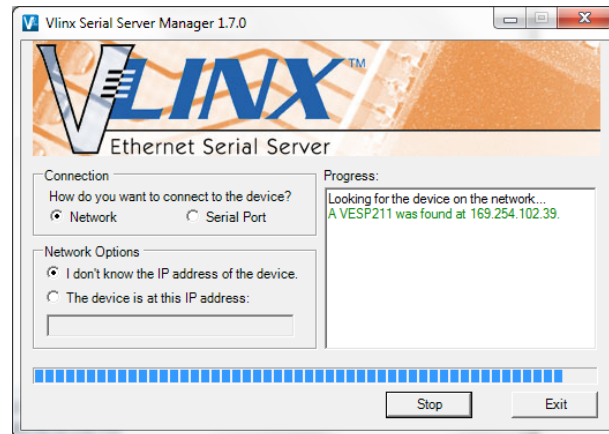 Vlinx Serial Server Manager 1.7.0
VLINX™
Ethernet Serial Server
Connection
How do you want to connect to the device?
Network
Serial Port
Network Options
I don't know the IP address of the device.
The device is at this IP address:
Progress:
Looking for the device on the network...
A VESP211 was found at 169.254.102.39.
Stop
Exit